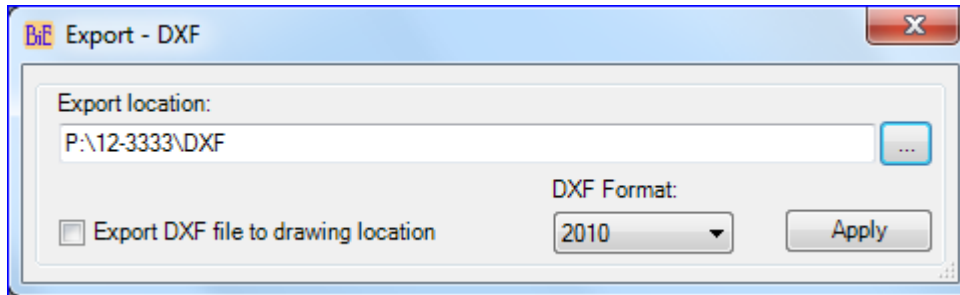 BiE Export - DXF
Export location:
P:\12-3333\DXF
...
DXF Format:
Export DXF file to drawing location
2010
Apply